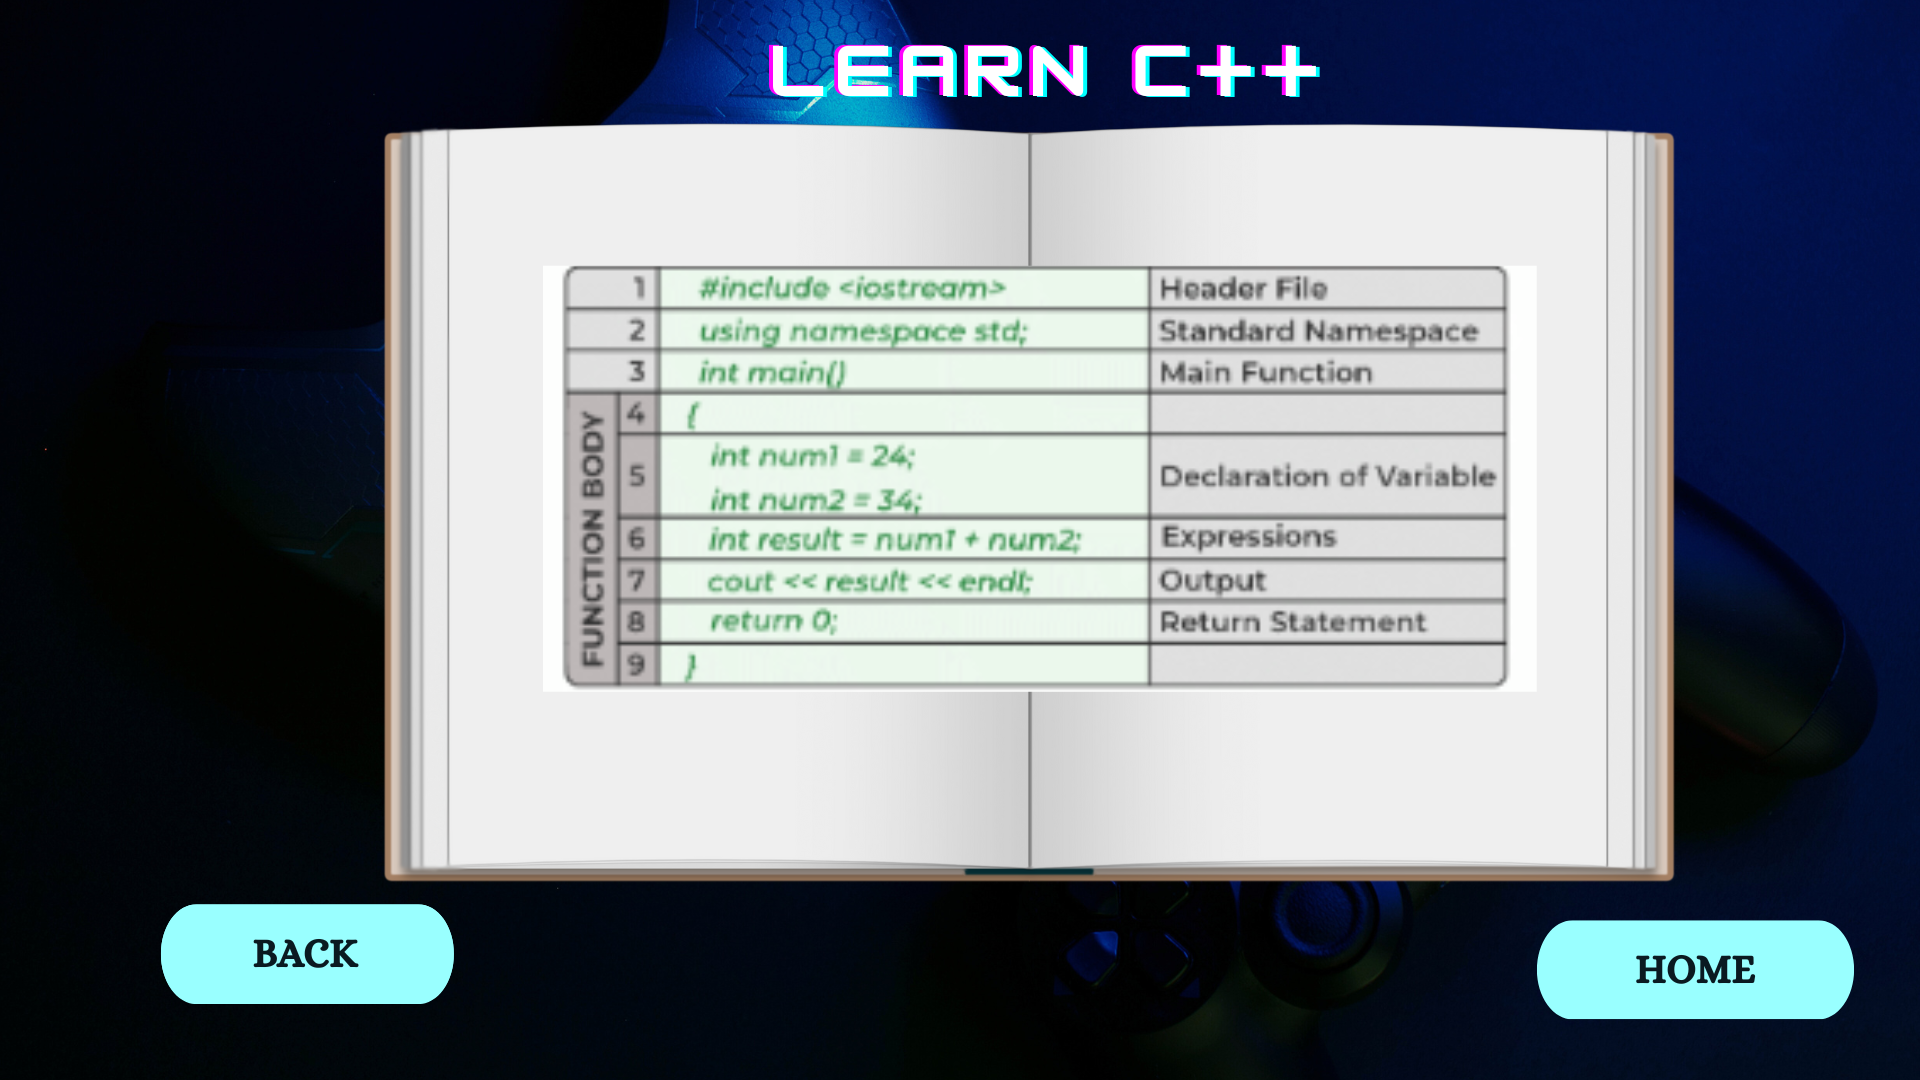 LEARN C++
1 #include <iostream> Header File
2 using namespace std; Standard Namespace
3 int main() Main Function
FUNCTION BODY
4 {
5 int num1 = 24; Declaration of Variable
int num2 = 34;
6 int result = num1 + num2; Expressions
7 cout << result << endl; Output
8 return 0; Return Statement
9 }
BACK
HOME